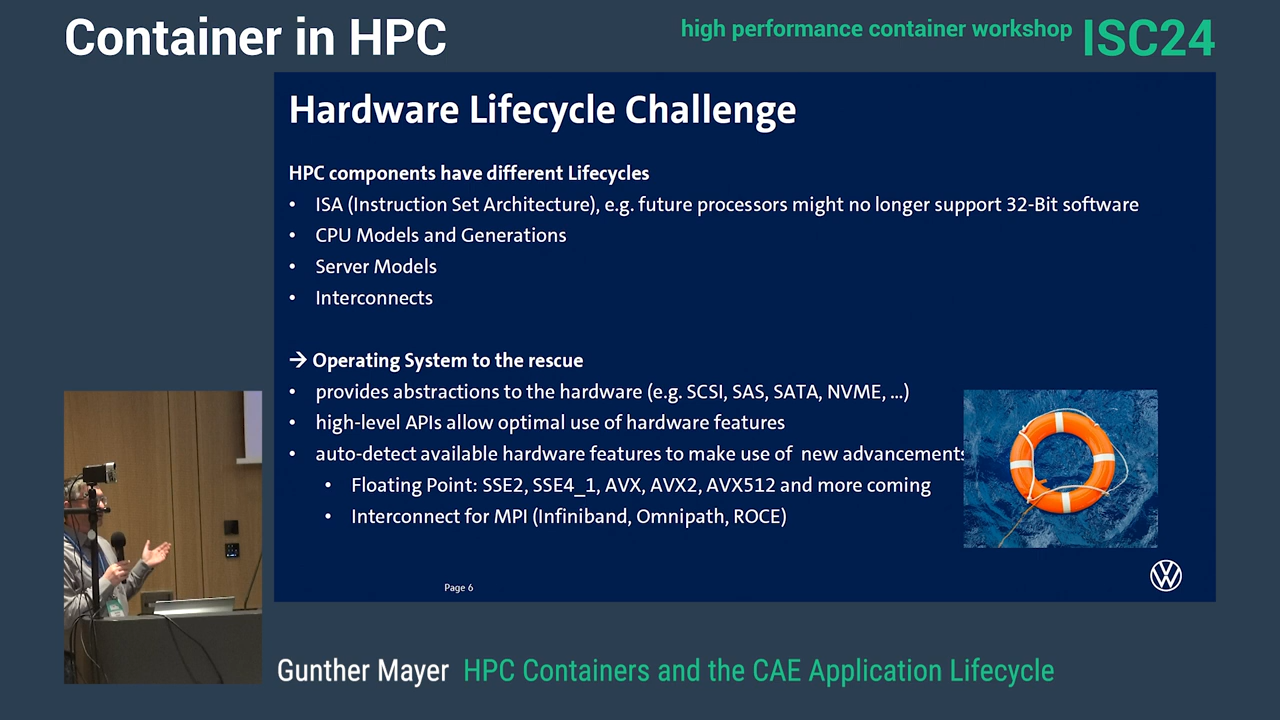 Container in HPC
high performance container workshop ISC24
Hardware Lifecycle Challenge
HPC components have different Lifecycles
• ISA (Instruction Set Architecture), e.g. future processors might no longer support 32-Bit software
• CPU Models and Generations
• Server Models
• Interconnects
→ Operating System to the rescue
• provides abstractions to the hardware (e.g. SCSI, SAS, SATA, NVME, ...)
• high-level APIs allow optimal use of hardware features
• auto-detect available hardware features to make use of new advancements
• Floating Point: SSE2, SSE4_1, AVX, AVX2, AVX512 and more coming
• Interconnect for MPI (Infiniband, Omnipath, ROCE)
Page 6
Gunther Mayer HPC Containers and the CAE Application Lifecycle